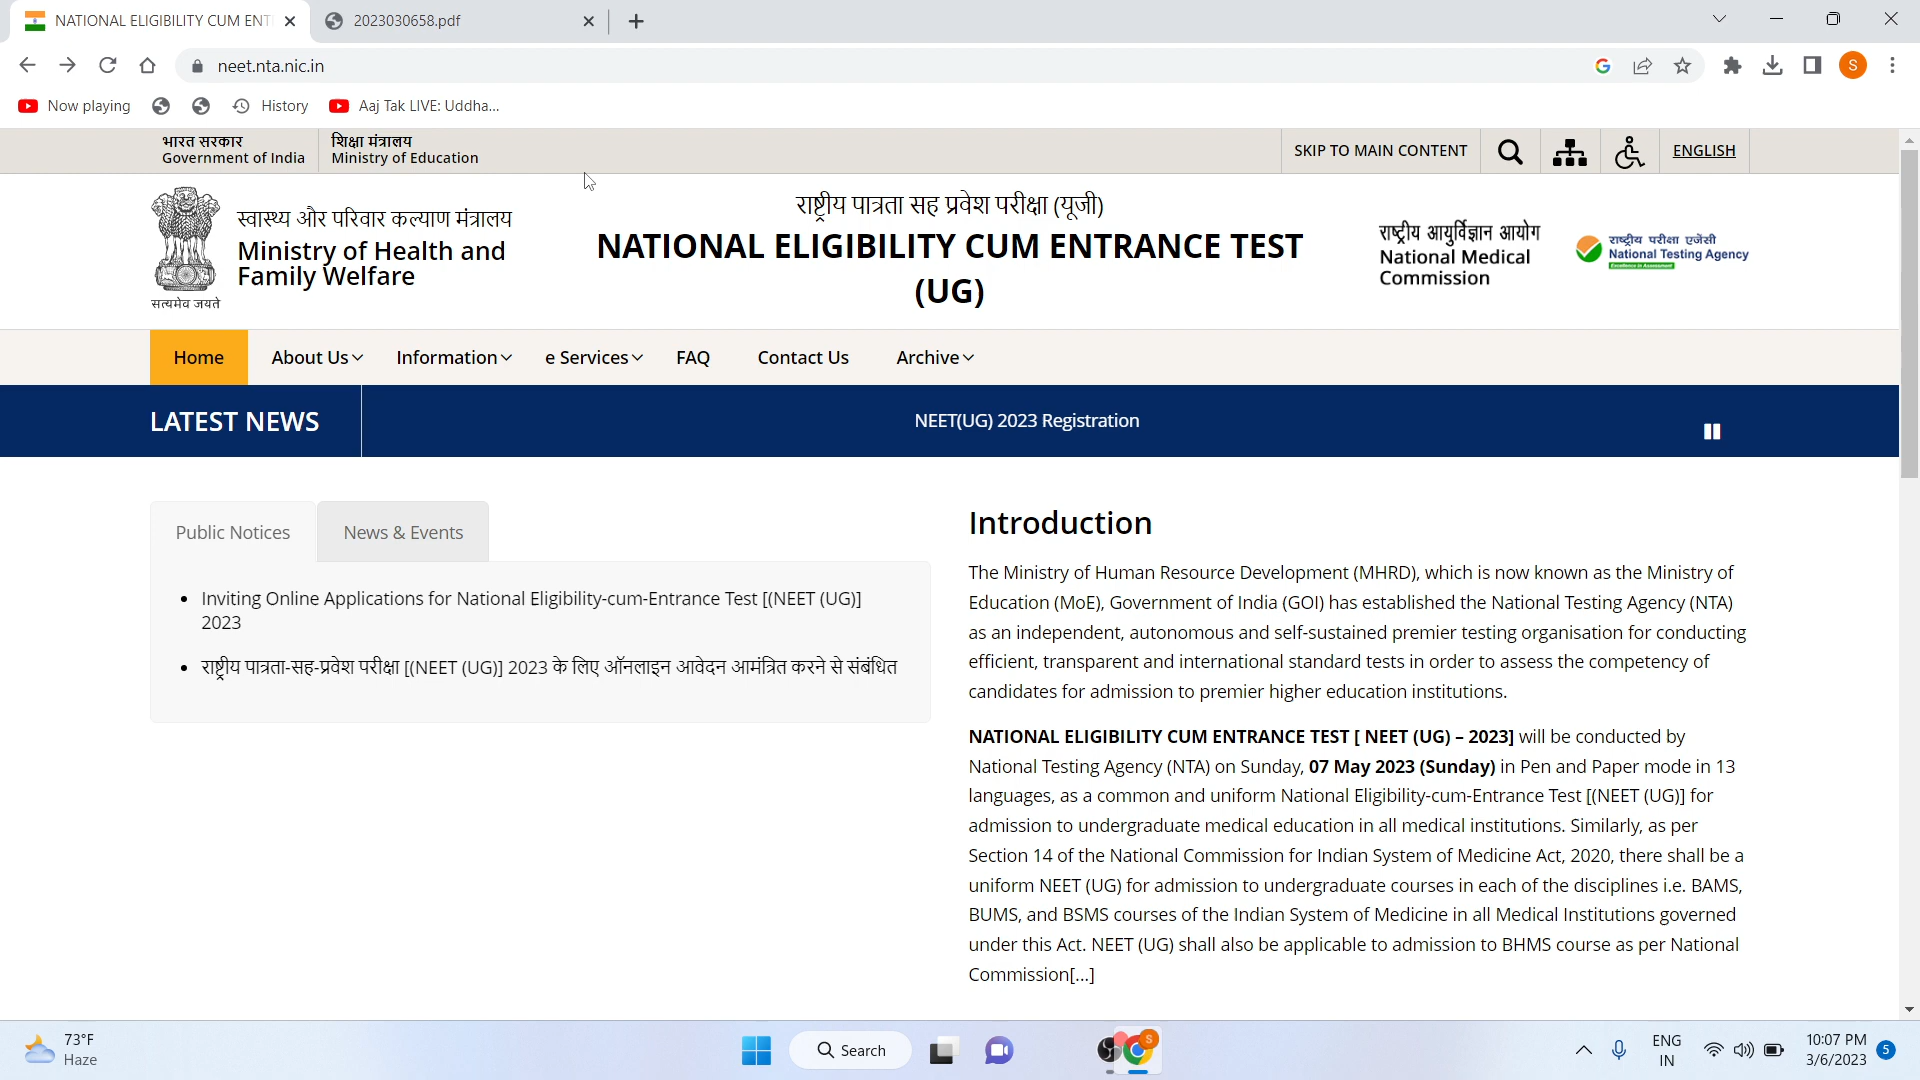 NATIONAL ELIGIBILITY CUM ENT
2023030658.pdf
neet.nta.nic.in
S
Now playing
History
Aaj Tak LIVE: Uddha...
भारत सरकार
Government of India
शिक्षा मंत्रालय
Ministry of Education
SKIP TO MAIN CONTENT
ENGLISH
सत्यमेव जयते
स्वास्थ्य और परिवार कल्याण मंत्रालय
Ministry of Health and
Family Welfare
राष्ट्रीय पात्रता सह प्रवेश परीक्षा (यूजी)
NATIONAL ELIGIBILITY CUM ENTRANCE TEST
(UG)
राष्ट्रीय आयुर्विज्ञान आयोग
National Medical
Commission
राष्ट्रीय परीक्षा एजेंसी
National Testing Agency
Excellence in Assessment
Home
About Us
Information
e Services
FAQ
Contact Us
Archive
LATEST NEWS
NEET(UG) 2023 Registration
Public Notices
News & Events
• Inviting Online Applications for National Eligibility-cum-Entrance Test [(NEET (UG)]
2023
• राष्ट्रीय पात्रता-सह-प्रवेश परीक्षा [(NEET (UG)] 2023 के लिए ऑनलाइन आवेदन आमंत्रित करने से संबंधित
Introduction
The Ministry of Human Resource Development (MHRD), which is now known as the Ministry of
Education (MoE), Government of India (GOI) has established the National Testing Agency (NTA)
as an independent, autonomous and self-sustained premier testing organisation for conducting
efficient, transparent and international standard tests in order to assess the competency of
candidates for admission to premier higher education institutions.
NATIONAL ELIGIBILITY CUM ENTRANCE TEST [ NEET (UG) – 2023] will be conducted by
National Testing Agency (NTA) on Sunday, 07 May 2023 (Sunday) in Pen and Paper mode in 13
languages, as a common and uniform National Eligibility-cum-Entrance Test [(NEET (UG)] for
admission to undergraduate medical education in all medical institutions. Similarly, as per
Section 14 of the National Commission for Indian System of Medicine Act, 2020, there shall be a
uniform NEET (UG) for admission to undergraduate courses in each of the disciplines i.e. BAMS,
BUMS, and BSMS courses of the Indian System of Medicine in all Medical Institutions governed
under this Act. NEET (UG) shall also be applicable to admission to BHMS course as per National
Commission[...]
73°F
Haze
Search
S
ENG
IN
10:07 PM
3/6/2023
5